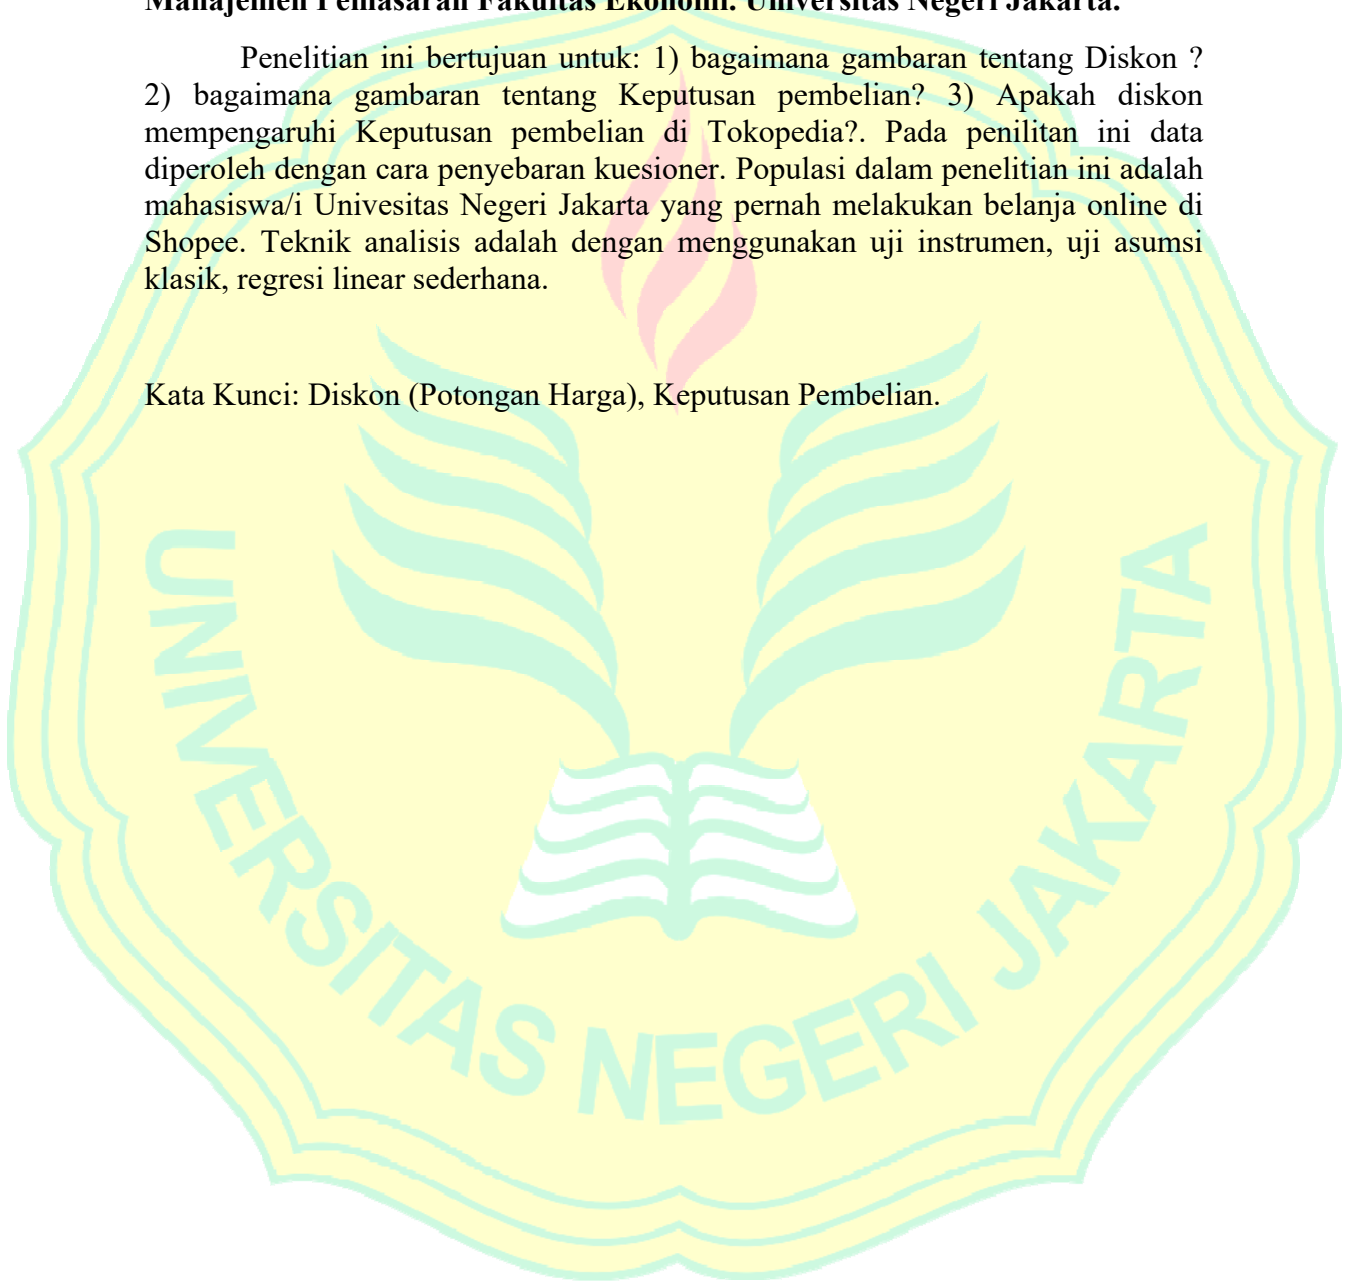 Manajemen Pemasaran Fakultas Ekonomi. Universitas Negeri Jakarta.
Penelitian ini bertujuan untuk: 1) bagaimana gambaran tentang Diskon ?
2) bagaimana gambaran tentang Keputusan pembelian? 3) Apakah diskon
mempengaruhi Keputusan pembelian di Tokopedia?. Pada penilitan ini data
diperoleh dengan cara penyebaran kuesioner. Populasi dalam penelitian ini adalah
mahasiswa/i Univesitas Negeri Jakarta yang pernah melakukan belanja online di
Shopee. Teknik analisis adalah dengan menggunakan uji instrumen, uji asumsi
klasik, regresi linear sederhana.
Kata Kunci: Diskon (Potongan Harga), Keputusan Pembelian.
UNIVERSITAS NEGERI JAKARTA